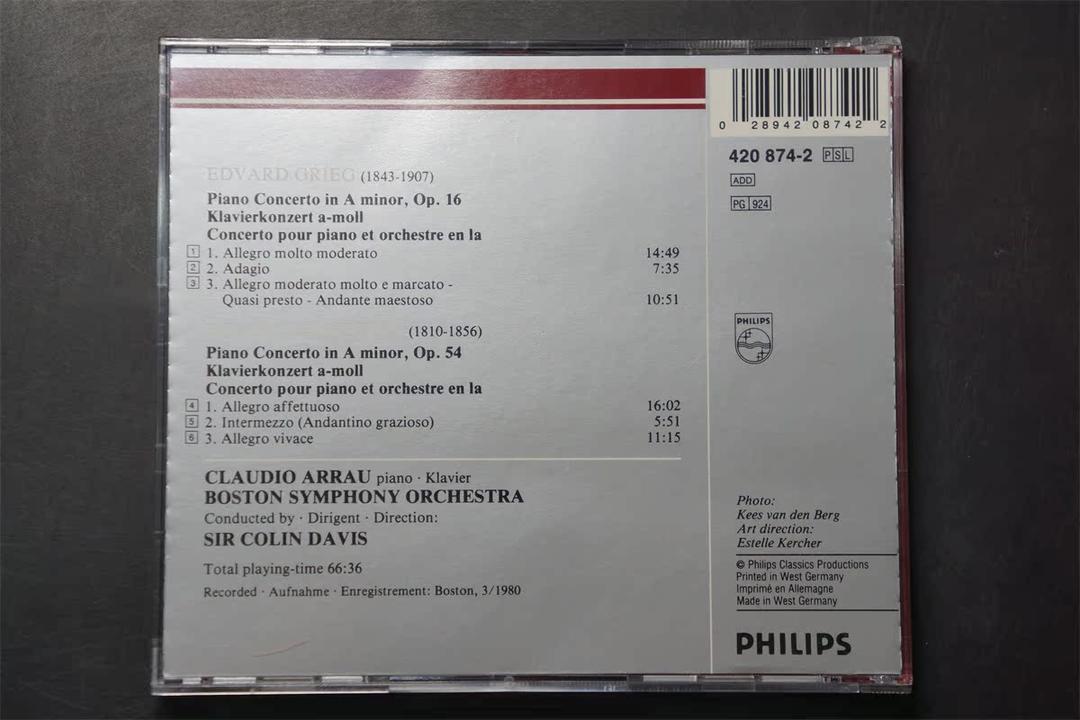 EDVARD GRIEG (1843-1907)
Piano Concerto in A minor, Op. 16
Klavierkonzert a-moll
Concerto pour piano et orchestre en la
1 1. Allegro molto moderato 14:49
2 2. Adagio 7:35
3 3. Allegro moderato molto e marcato -
Quasi presto - Andante maestoso 10:51
(1810-1856)
Piano Concerto in A minor, Op. 54
Klavierkonzert a-moll
Concerto pour piano et orchestre en la
4 1. Allegro affettuoso 16:02
5 2. Intermezzo (Andantino grazioso) 5:51
6 3. Allegro vivace 11:15
CLAUDIO ARRAU piano · Klavier
BOSTON SYMPHONY ORCHESTRA
Conducted by · Dirigent · Direction:
SIR COLIN DAVIS
Total playing-time 66:36
Recorded · Aufnahme · Enregistrement: Boston, 3/1980
0 28942 08742 2
420 874-2 PSL
ADD
PG 924
PHILIPS
Photo:
Kees van den Berg
Art direction:
Estelle Kercher
© Philips Classics Productions
Printed in West Germany
Imprimé en Allemagne
Made in West Germany
PHILIPS